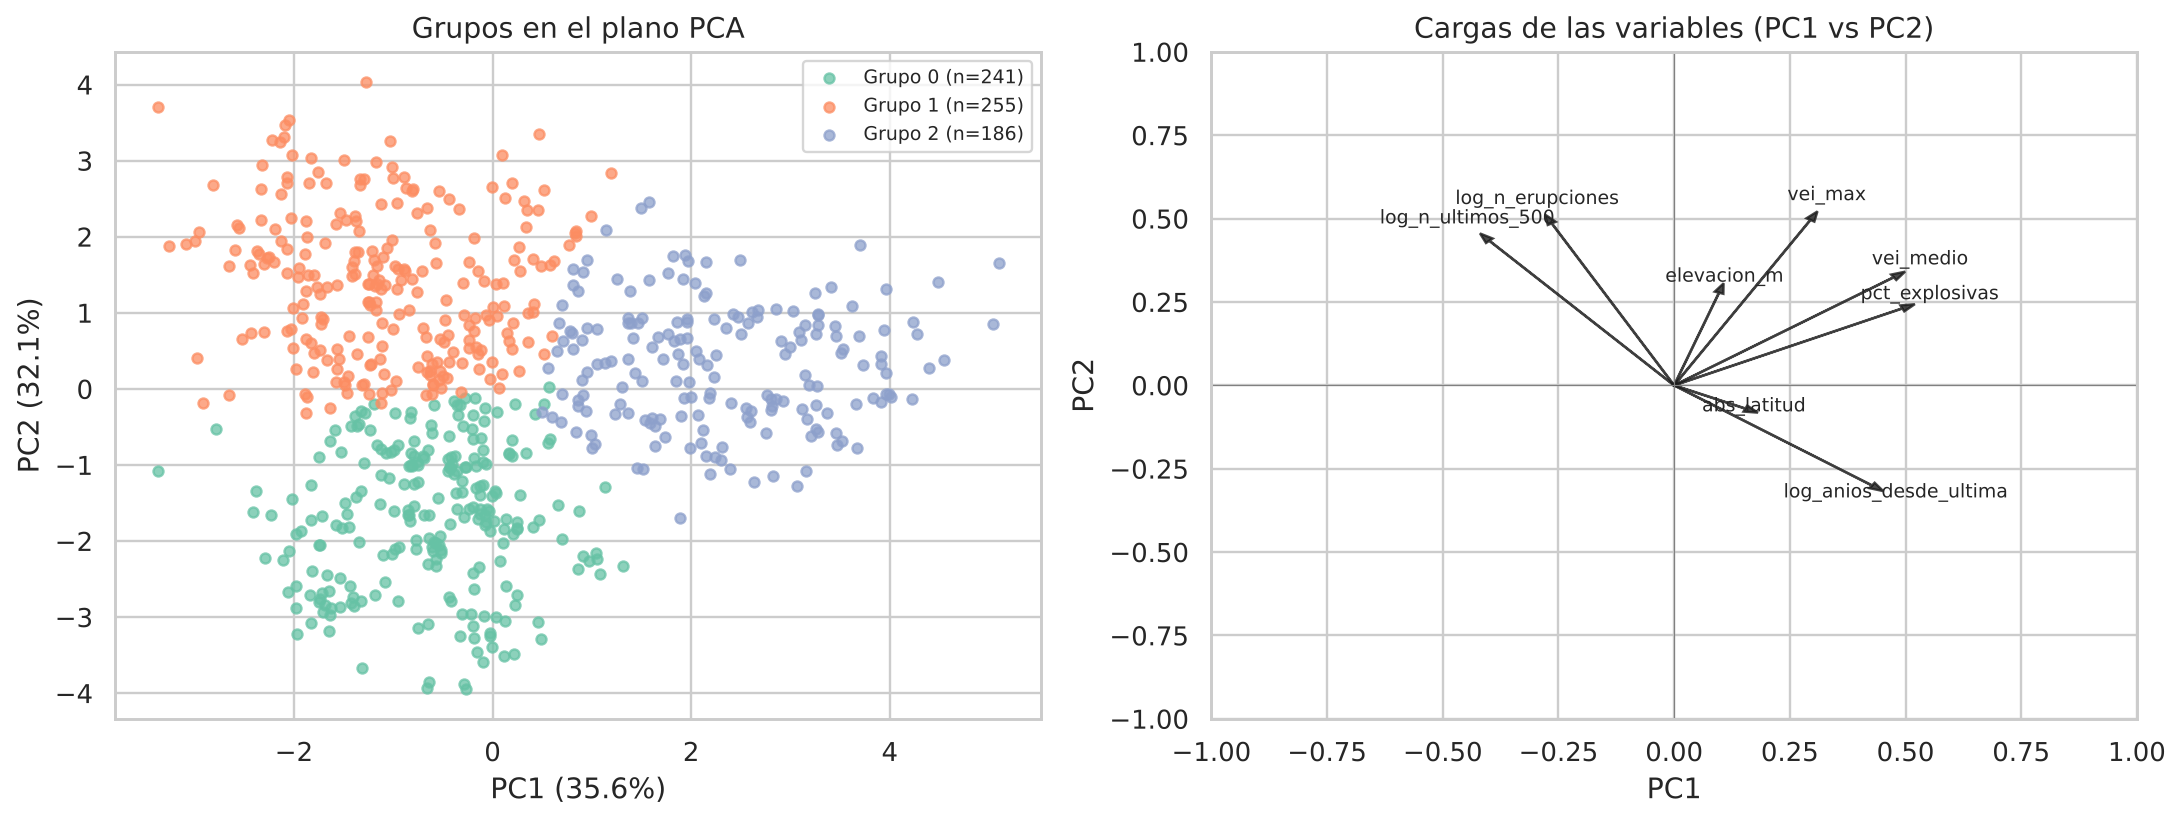 Grupos en el plano PCA
4
3
2
1
0
−1
−2
−3
−4
PC2 (32.1%)
−2
0
2
4
PC1 (35.6%)
Grupo 0 (n=241)
Grupo 1 (n=255)
Grupo 2 (n=186)
Cargas de las variables (PC1 vs PC2)
1.00
0.75
0.50
0.25
0.00
−0.25
−0.50
−0.75
−1.00
PC2
log_n_erupciones
log_n_ultimos_500
vei_max
vei_medio
elevacion_m
pct_explosivas
abs_latitud
log_anios_desde_ultima
−1.00
−0.75
−0.50
−0.25
0.00
0.25
0.50
0.75
1.00
PC1